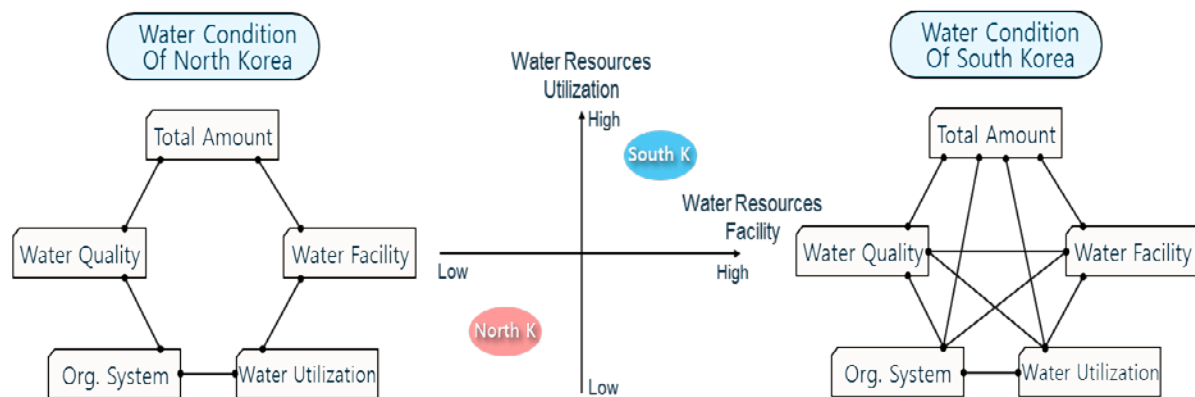 Water Condition
Of North Korea
Total Amount
Water Quality
Water Facility
Org. System
Water Utilization
Water Resources
Utilization
High
South K
Water Resources
Facility
Low
High
North K
Low
Water Condition
Of South Korea
Total Amount
Water Quality
Water Facility
Org. System
Water Utilization